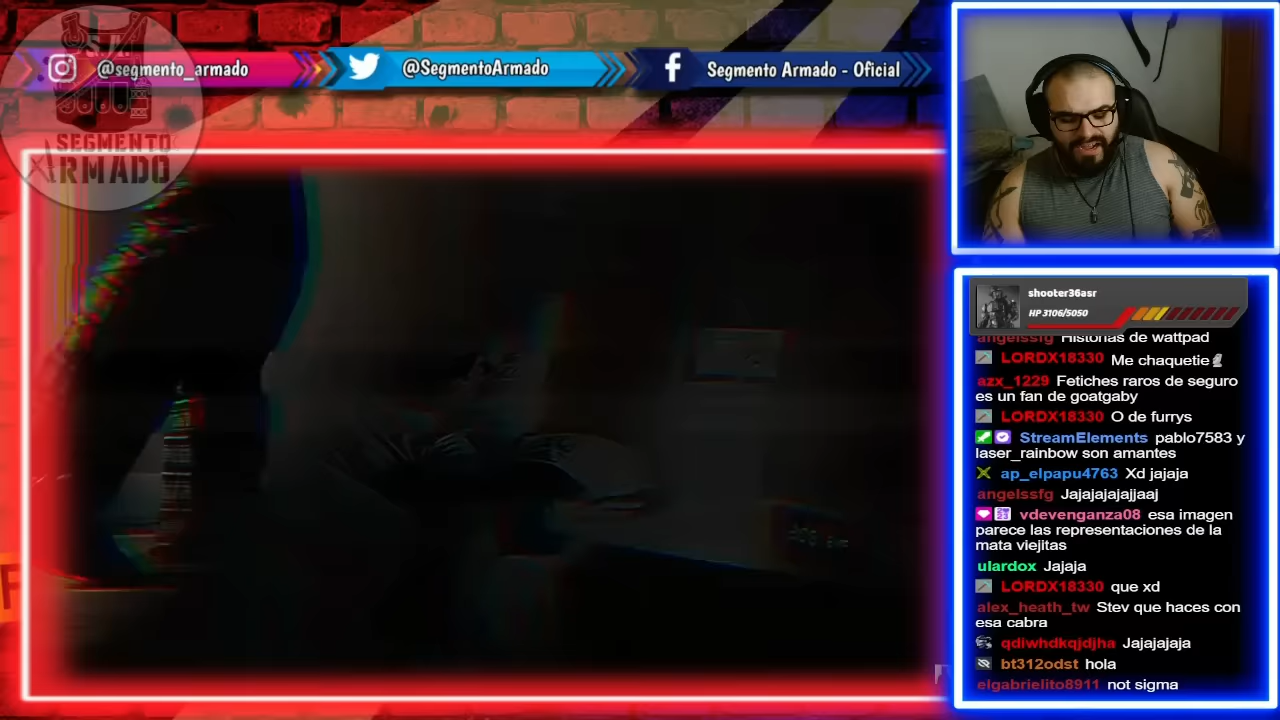 S.A.
SEGMENTO
ARMADO
@segmento_armado
@SegmentoArmado
Segmento Armado - Oficial
shooter36asr
HP 3106/5050
angelssfg Historias de wattpad
LORDX18330 Me chaquetie
azx_1229 Fetiches raros de seguro
es un fan de goatgaby
LORDX18330 O de furrys
StreamElements pablo7583 y
laser_rainbow son amantes
ap_elpapu4763 Xd jajaja
angelssfg Jajajajajajjaaj
vdevenganza08 esa imagen
parece las representaciones de la
mata viejitas
ulardox Jajaja
LORDX18330 que xd
alex_heath_tw Stev que haces con
esa cabra
qdiwhdkqjdjha Jajajajaja
bt312odst hola
elgabrielito8911 not sigma